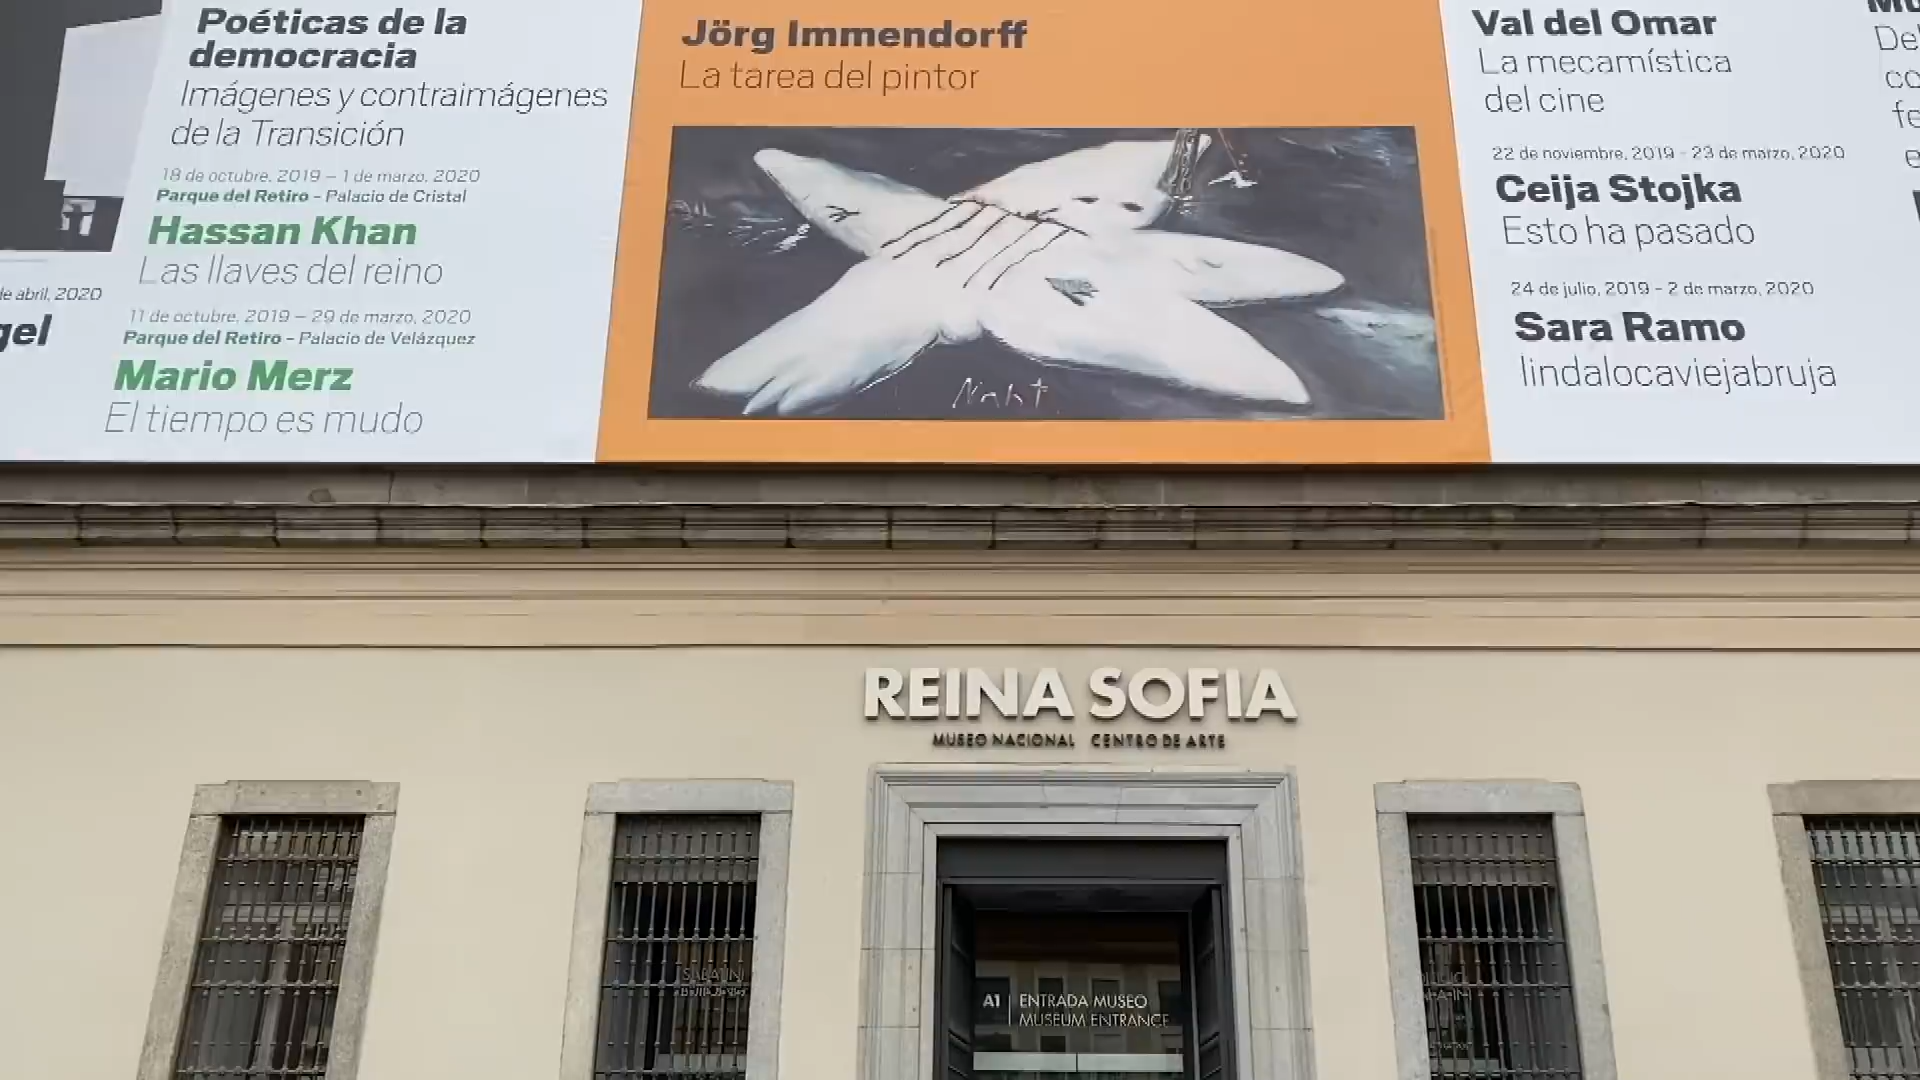 Poéticas de la
democracia
Imágenes y contraimágenes
de la Transición
18 de octubre, 2019 – 1 de marzo, 2020
Parque del Retiro – Palacio de Cristal
Hassan Khan
Las llaves del reino
11 de octubre, 2019 – 29 de marzo, 2020
Parque del Retiro – Palacio de Velázquez
Mario Merz
El tiempo es mudo
de abril, 2020
gel
Jörg Immendorff
La tarea del pintor
Val del Omar
La mecamística
del cine
22 de noviembre, 2019 - 23 de marzo, 2020
Ceija Stojka
Esto ha pasado
24 de julio, 2019 - 2 de marzo, 2020
Sara Ramo
lindalocaviejabruja
REINA SOFIA
MUSEO NACIONAL CENTRO DE ARTE
SABATINI
A1 ENTRADA MUSEO
MUSEUM ENTRANCE